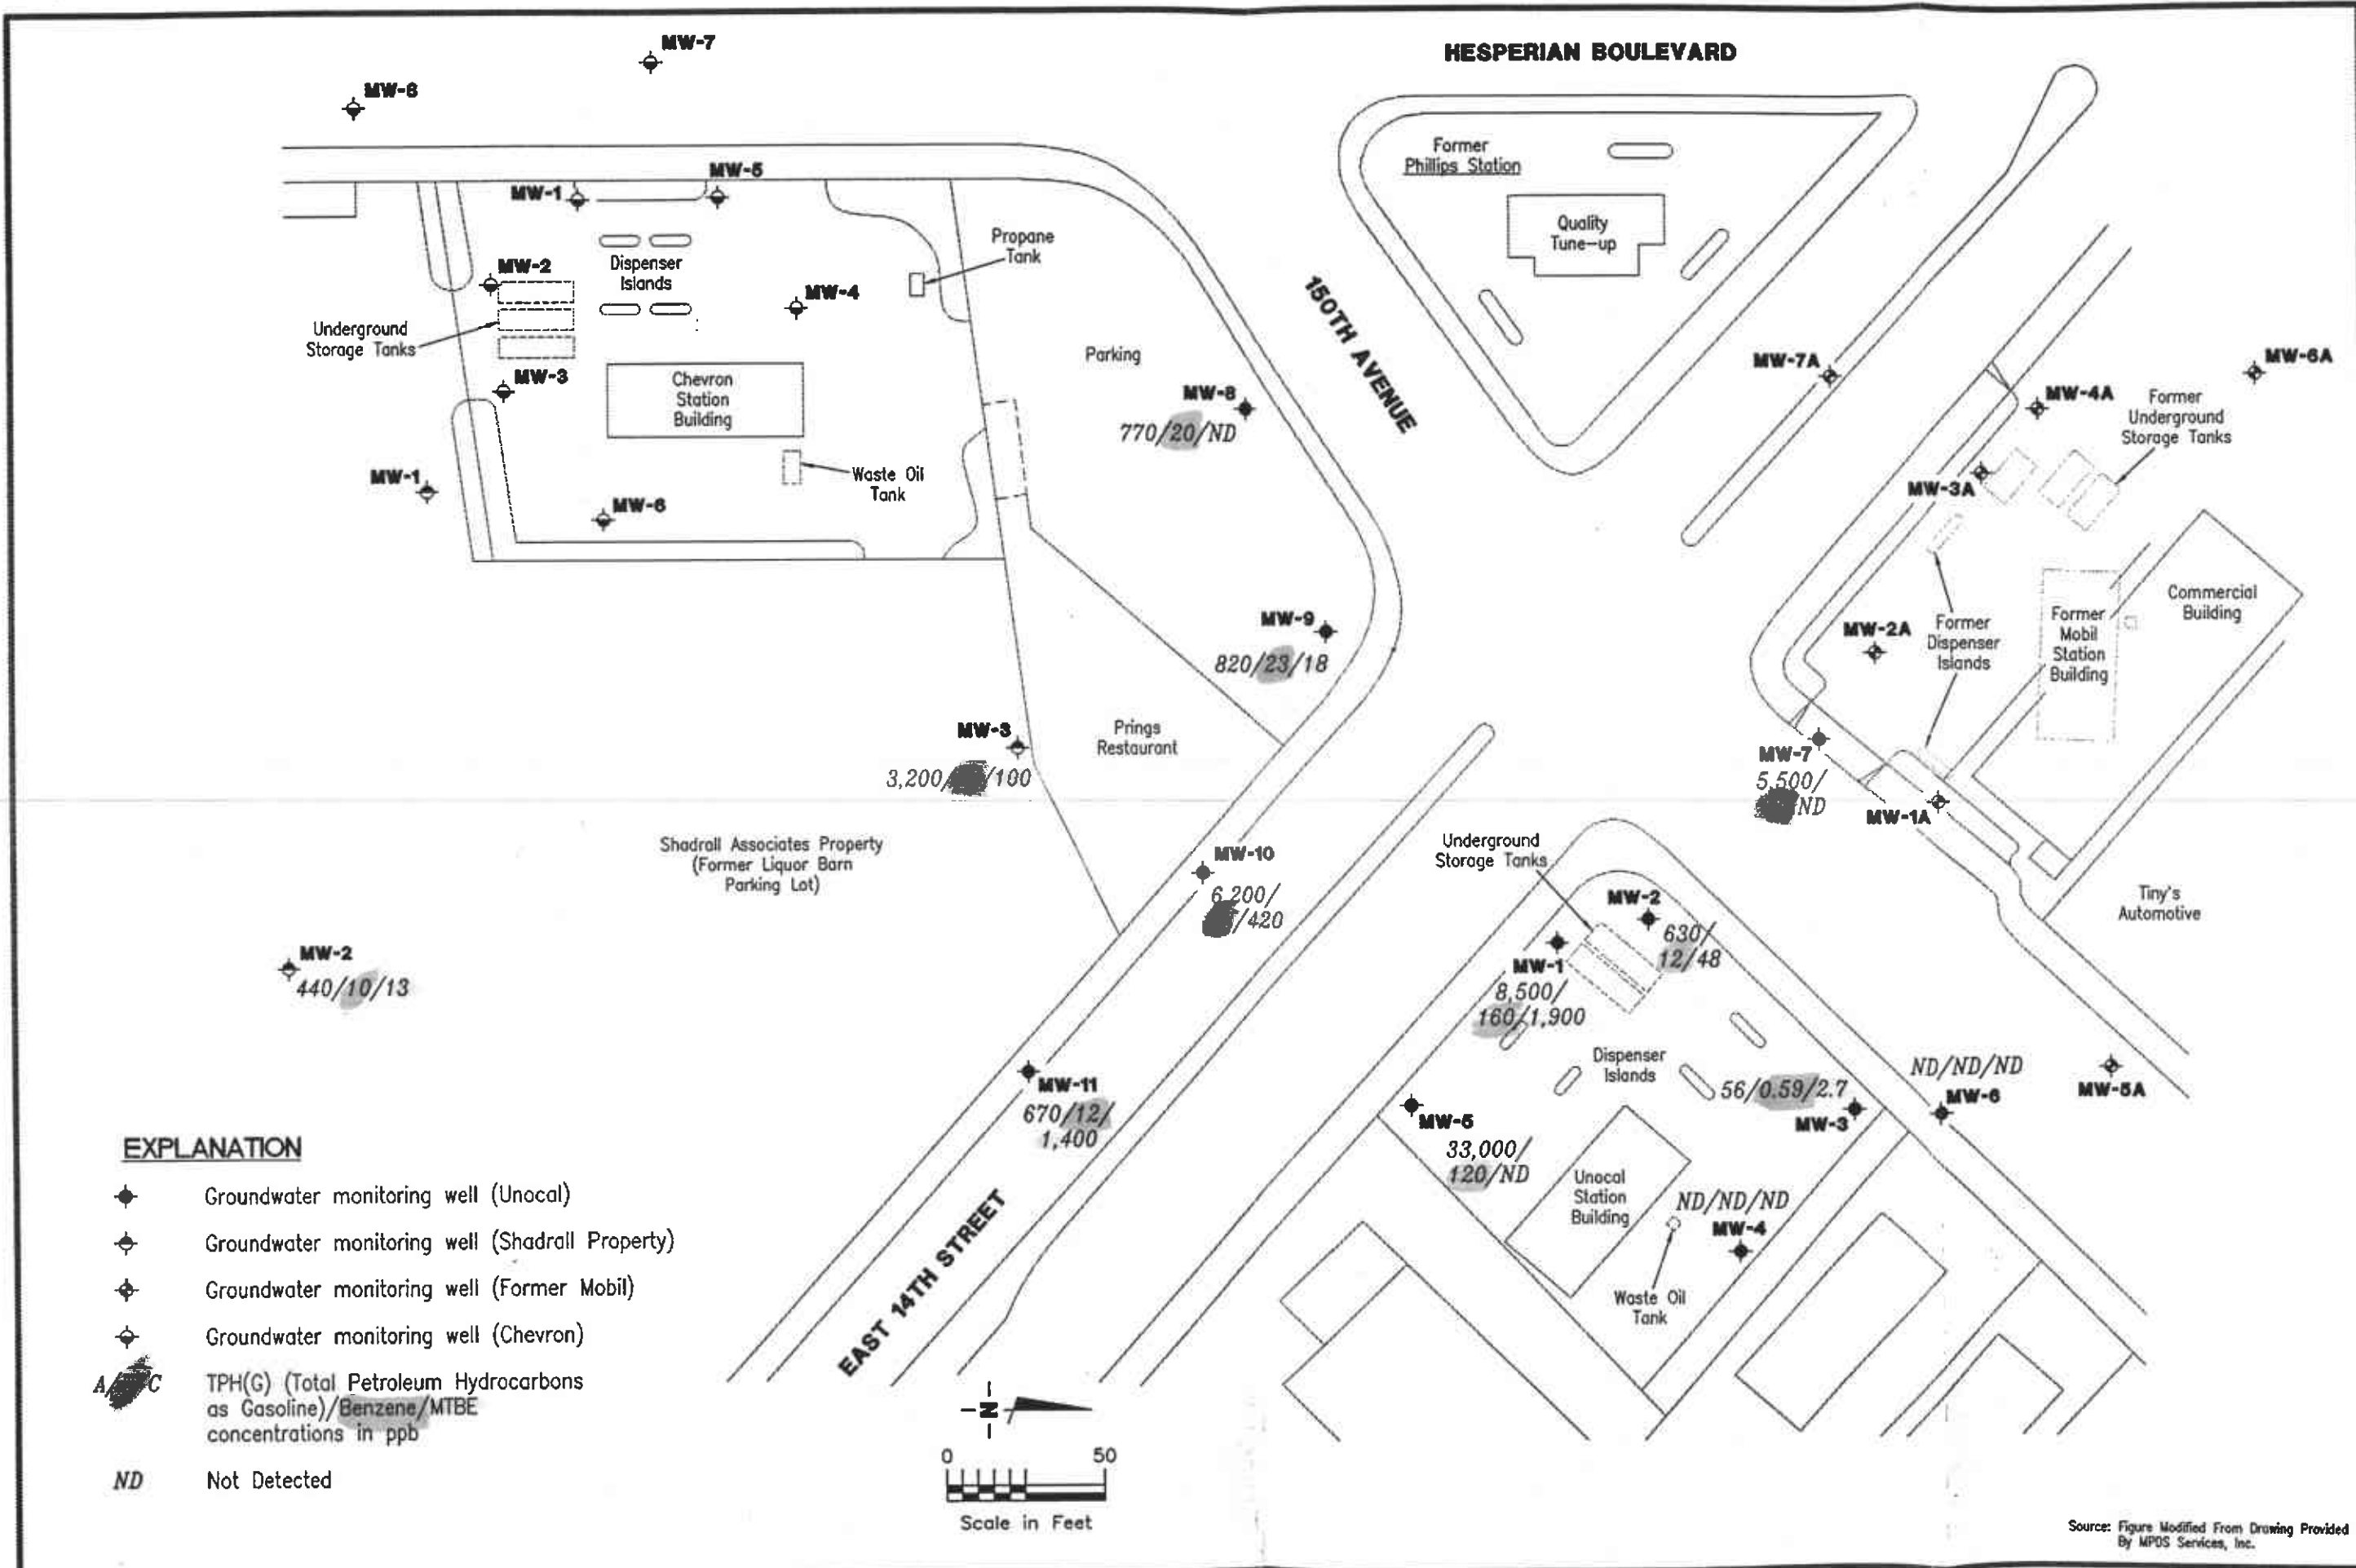 MW-7
MW-8
HESPERIAN BOULEVARD
Former
Phillips Station
Quality
Tune-up
MW-5
MW-1
MW-2
Dispenser
Islands
Propane
Tank
MW-4
Underground
Storage Tanks
MW-3
Chevron
Station
Building
Parking
150TH AVENUE
MW-8
770/20/ND
MW-1
Waste Oil
Tank
MW-6
MW-7A
MW-6A
MW-4A
Former
Underground
Storage Tanks
MW-3A
MW-9
820/23/18
MW-2A
Former
Dispenser
Islands
Former
Mobil
Station
Building
Commercial
Building
MW-3
3,200/ /100
Prings
Restaurant
MW-7
5,500/
ND
MW-1A
Shadrall Associates Property
(Former Liquor Barn
Parking Lot)
MW-10
6,200/
/420
Underground
Storage Tanks
MW-2
630/
12/48
MW-1
8,500/
160/1,900
Tiny's
Automotive
MW-2
440/10/13
MW-11
670/12/
1,400
Dispenser
Islands
56/0.59/2.7
MW-3
ND/ND/ND
MW-6
MW-5A
MW-5
33,000/
120/ND
Unocal
Station
Building
ND/ND/ND
MW-4
Waste Oil
Tank
EAST 14TH STREET
EXPLANATION
Groundwater monitoring well (Unocal)
Groundwater monitoring well (Shadrall Property)
Groundwater monitoring well (Former Mobil)
Groundwater monitoring well (Chevron)
A/ C TPH(G) (Total Petroleum Hydrocarbons
as Gasoline)/Benzene/MTBE
concentrations in ppb
ND Not Detected
N
0 50
Scale in Feet
Source: Figure Modified From Drawing Provided
By MPDS Services, Inc.